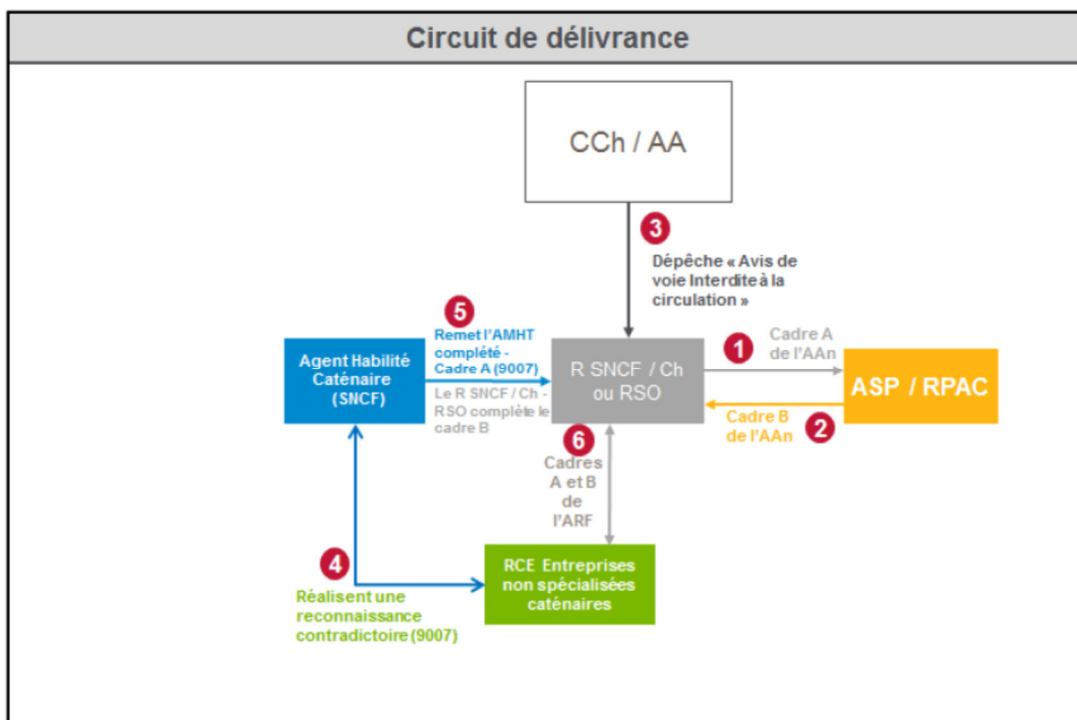 Circuit de délivrance
CCh / AA
3
Dépêche « Avis de
voie Interdite à la
circulation »
5
Remet l'AMHT
complété -
Cadre A (9007)
Le R SNCF / Ch -
RSO complète le
cadre B
Agent Habilité
Caténaire
(SNCF)
R SNCF / Ch
ou RSO
1
Cadre A
de l'AAn
ASP / RPAC
Cadre B
de l'AAn
2
6
Cadres
A et B
de
l'ARF
4
Réalisent une
reconnaissance
contradictoire (9007)
RCE Entreprises
non spécialisées
caténaires